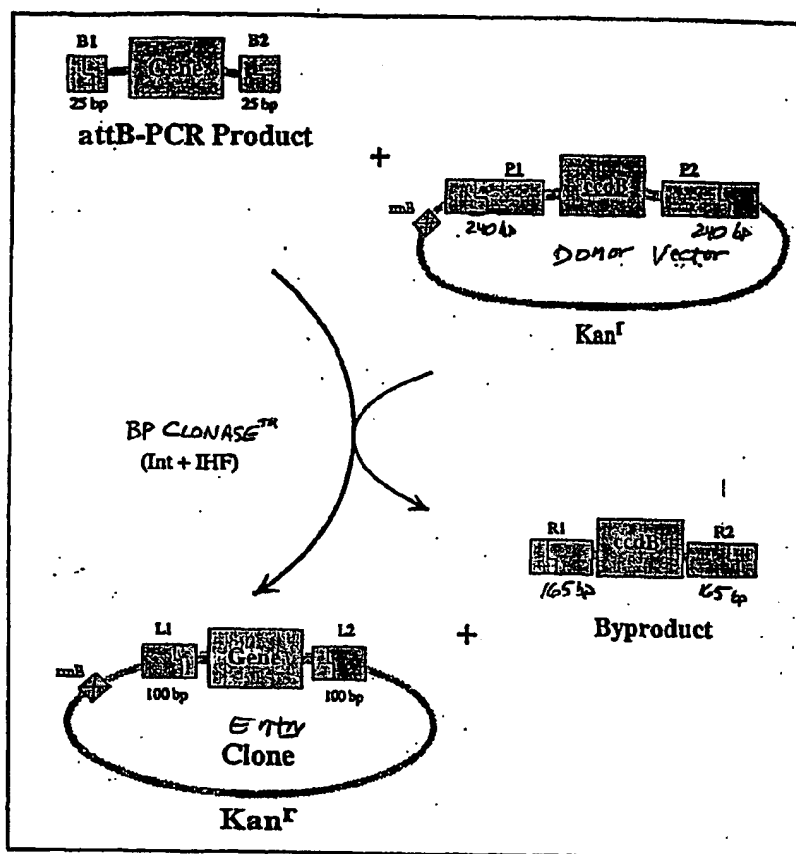 B1 B2
Gene
25 bp 25 bp
attB-PCR Product
+
P1 P2
ccdB
rrnB
240 bp 240 bp
Donor Vector
Kanr
BP CLONASE™
(Int + IHF)
R1 R2
ccdB
165 bp 165 bp
Byproduct
+
L1 L2
Gene
rrnB
100 bp 100 bp
Entry
Clone
Kanr